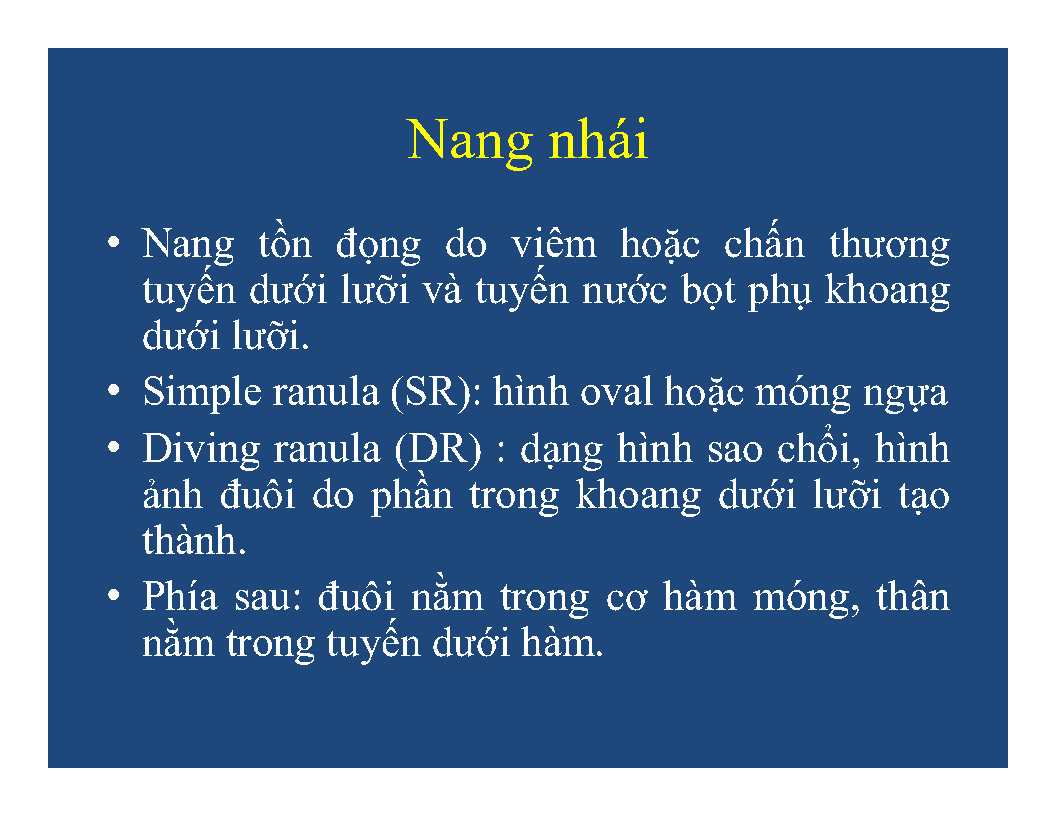 Nang nhái
• Nang tồn đọng do viêm hoặc chấn thương
tuyến dưới lưỡi và tuyến nước bọt phụ khoang
dưới lưỡi.
• Simple ranula (SR): hình oval hoặc móng ngựa
• Diving ranula (DR) : dạng hình sao chổi, hình
ảnh đuôi do phần trong khoang dưới lưỡi tạo
thành.
• Phía sau: đuôi nằm trong cơ hàm móng, thân
nằm trong tuyến dưới hàm.